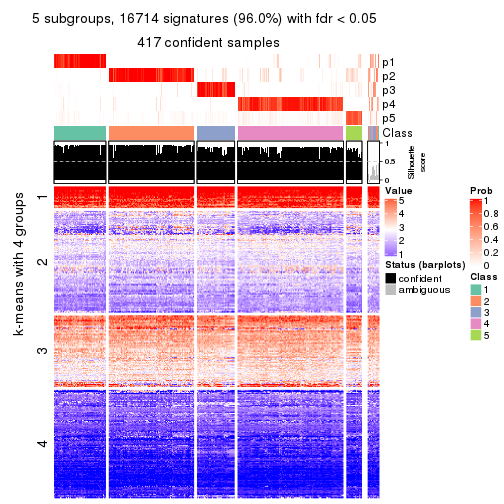 5 subgroups, 16714 signatures (96.0%) with fdr < 0.05
417 confident samples
p1
p2
p3
p4
p5
Class
1
0.5
0
Silhouette
score
k-means with 4 groups
1
2
3
4
Value
5
4
3
2
1
Status (barplots)
confident
ambiguous
Prob
1
0.8
0.6
0.4
0.2
0
Class
1
2
3
4
5